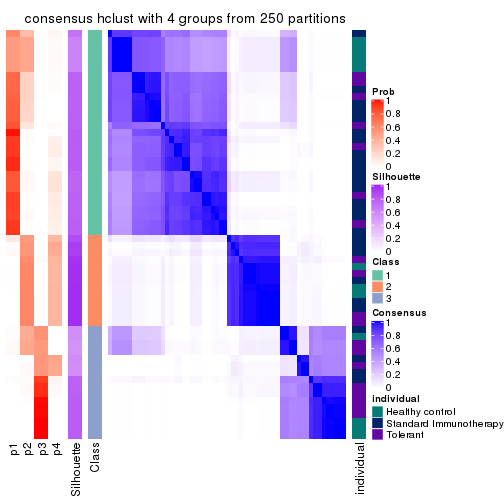 consensus hclust with 4 groups from 250 partitions
Prob
1
0.8
0.6
0.4
0.2
0
Silhouette
1
0.8
0.6
0.4
0.2
0
Class
1
2
3
Consensus
1
0.8
0.6
0.4
0.2
0
individual
Healthy control
Standard Immunotherapy
Tolerant
p1
p2
p3
p4
Silhouette
Class
individual